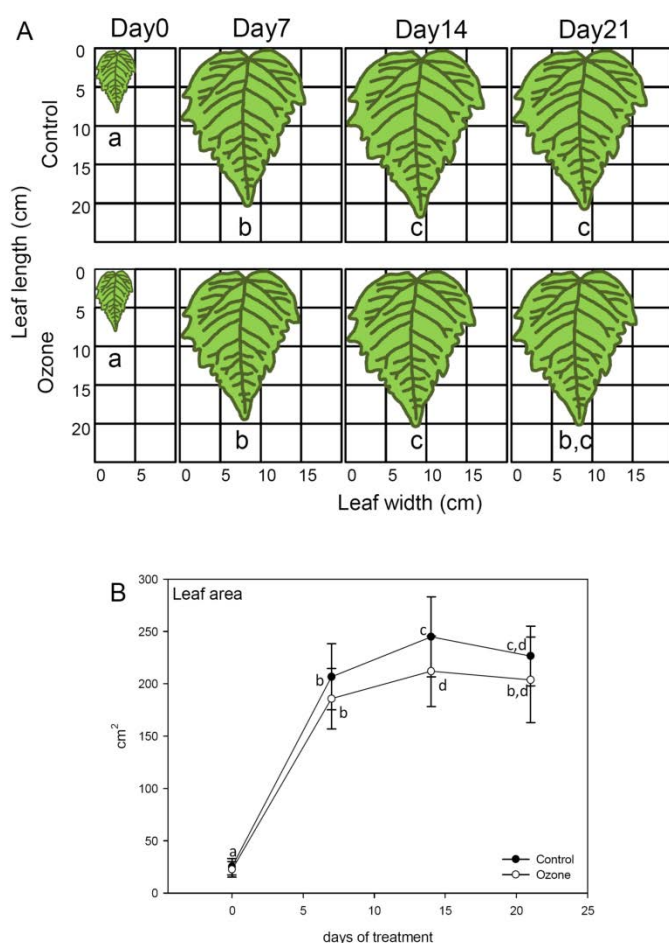 A
Day0 Day7 Day14 Day21
Leaf length (cm)
Control
0
5
10
15
20
a b c c
Ozone
0
5
10
15
20
a b c b,c
0 5 0 5 10 15 0 5 10 15 0 5 10 15
Leaf width (cm)
B
Leaf area
cm2
300
250
200
150
100
50
0
a
b
b
c
d
c,d
b,d
Control
Ozone
0 5 10 15 20 25
days of treatment